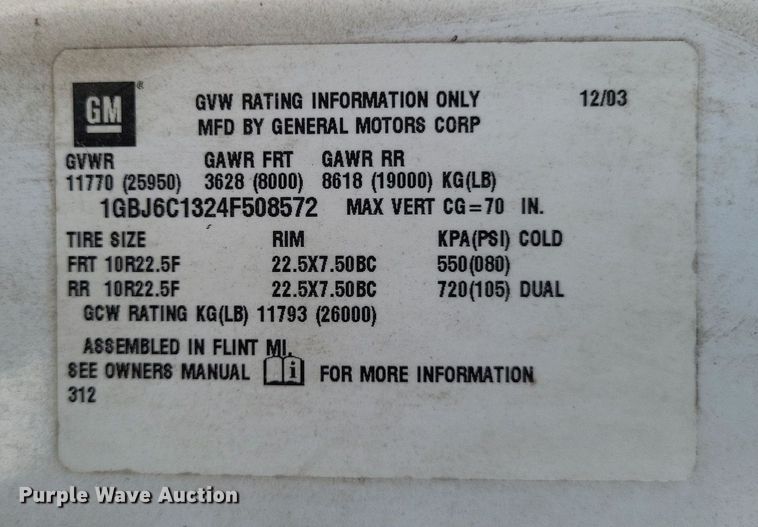 GM ® GVW RATING INFORMATION ONLY 12/03
MFD BY GENERAL MOTORS CORP
GVWR GAWR FRT GAWR RR
11770 (25950) 3628 (8000) 8618 (19000) KG(LB)
1GBJ6C1324F508572 MAX VERT CG=70 IN.
TIRE SIZE RIM KPA(PSI) COLD
FRT 10R22.5F 22.5X7.50BC 550(080)
RR 10R22.5F 22.5X7.50BC 720(105) DUAL
GCW RATING KG(LB) 11793 (26000)
ASSEMBLED IN FLINT MI.
SEE OWNERS MANUAL i FOR MORE INFORMATION
312
Purple Wave Auction